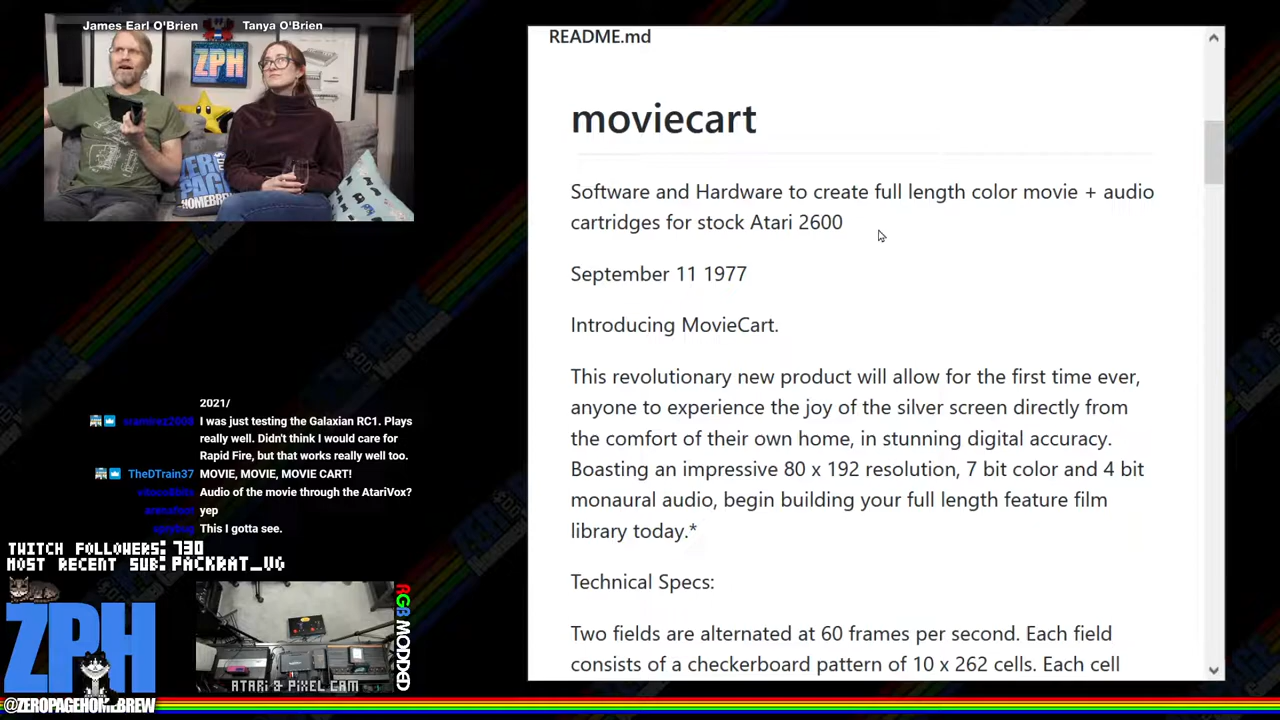 James Earl O'Brien
Tanya O'Brien
ZPH
README.md
moviecart
Software and Hardware to create full length color movie + audio
cartridges for stock Atari 2600
September 11 1977
Introducing MovieCart.
This revolutionary new product will allow for the first time ever,
anyone to experience the joy of the silver screen directly from
the comfort of their own home, in stunning digital accuracy.
Boasting an impressive 80 x 192 resolution, 7 bit color and 4 bit
monaural audio, begin building your full length feature film
library today.*
Technical Specs:
Two fields are alternated at 60 frames per second. Each field
consists of a checkerboard pattern of 10 x 262 cells. Each cell
2021/
I was just testing the Galaxian RC1. Plays
really well. Didn't think I would care for
Rapid Fire, but that works really well too.
TheDTrain37 MOVIE, MOVIE, MOVIE CART!
Audio of the movie through the AtariVox?
yep
This I gotta see.
TWITCH FOLLOWERS: 730
MOST RECENT SUB: PACKRAT_VG
ZPH
RGB MODDED
ATARI & PIXEL CAM
@ZEROPAGEHOMEBREW